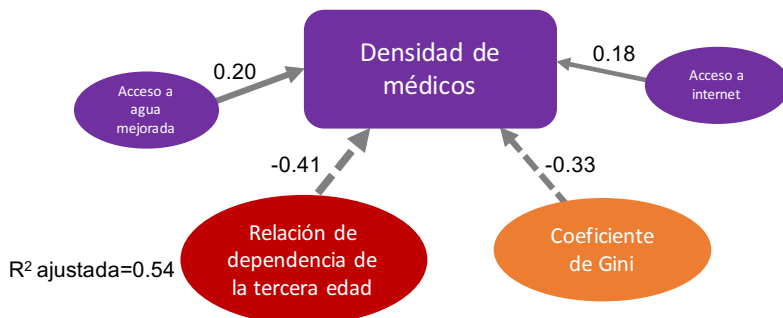 Densidad de
médicos
0.20
0.18
Acceso a
agua
mejorada
Acceso a
internet
-0.41
-0.33
Relación de
dependencia de
la tercera edad
Coeficiente
de Gini
R² ajustada=0.54